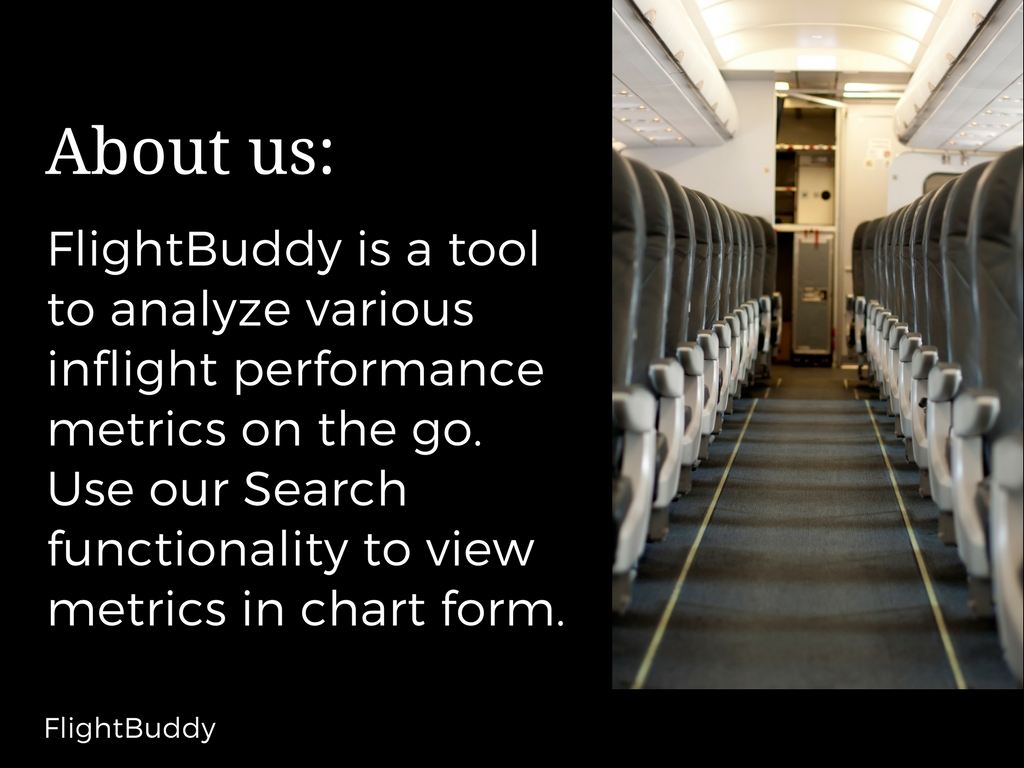 About us:
FlightBuddy is a tool
to analyze various
inflight performance
metrics on the go.
Use our Search
functionality to view
metrics in chart form.
FlightBuddy